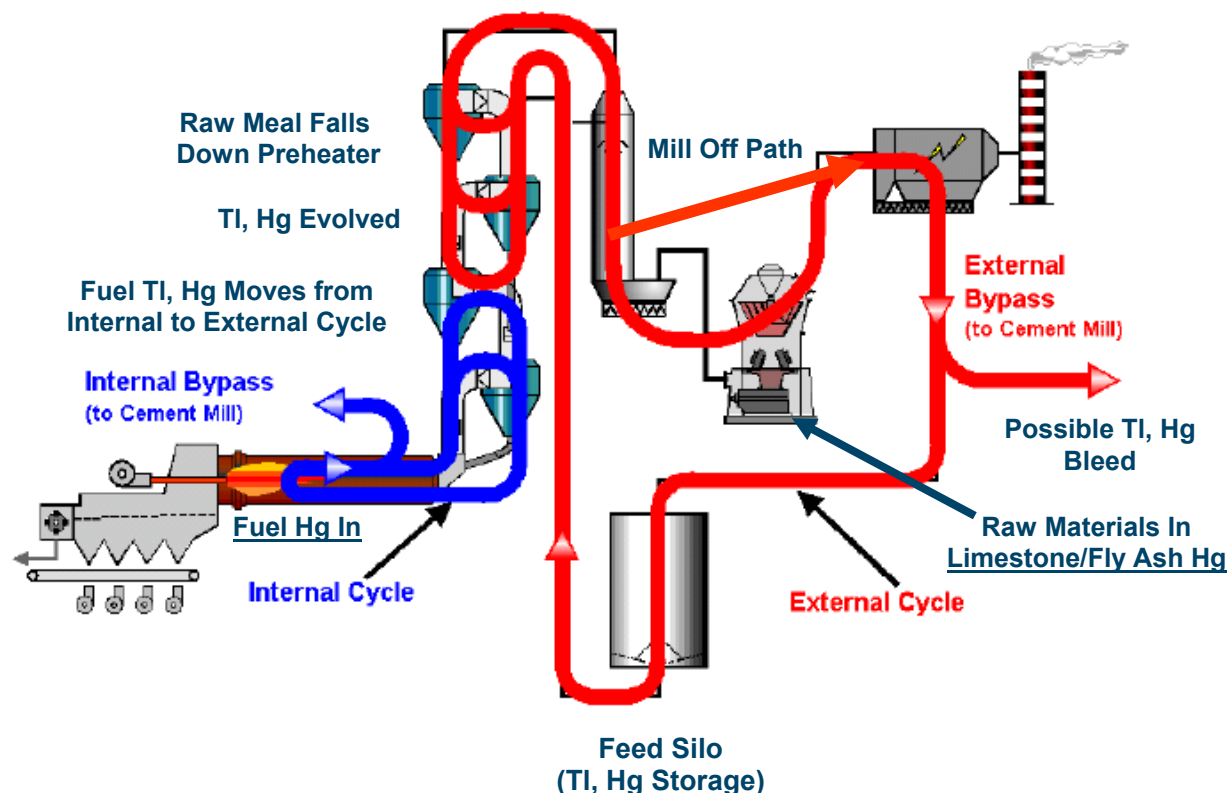 Raw Meal Falls
Down Preheater
Tl, Hg Evolved
Fuel Tl, Hg Moves from
Internal to External Cycle
Internal Bypass
(to Cement Mill)
Fuel Hg In
Internal Cycle
Mill Off Path
External
Bypass
(to Cement Mill)
Possible Tl, Hg
Bleed
Raw Materials In
Limestone/Fly Ash Hg
External Cycle
Feed Silo
(Tl, Hg Storage)